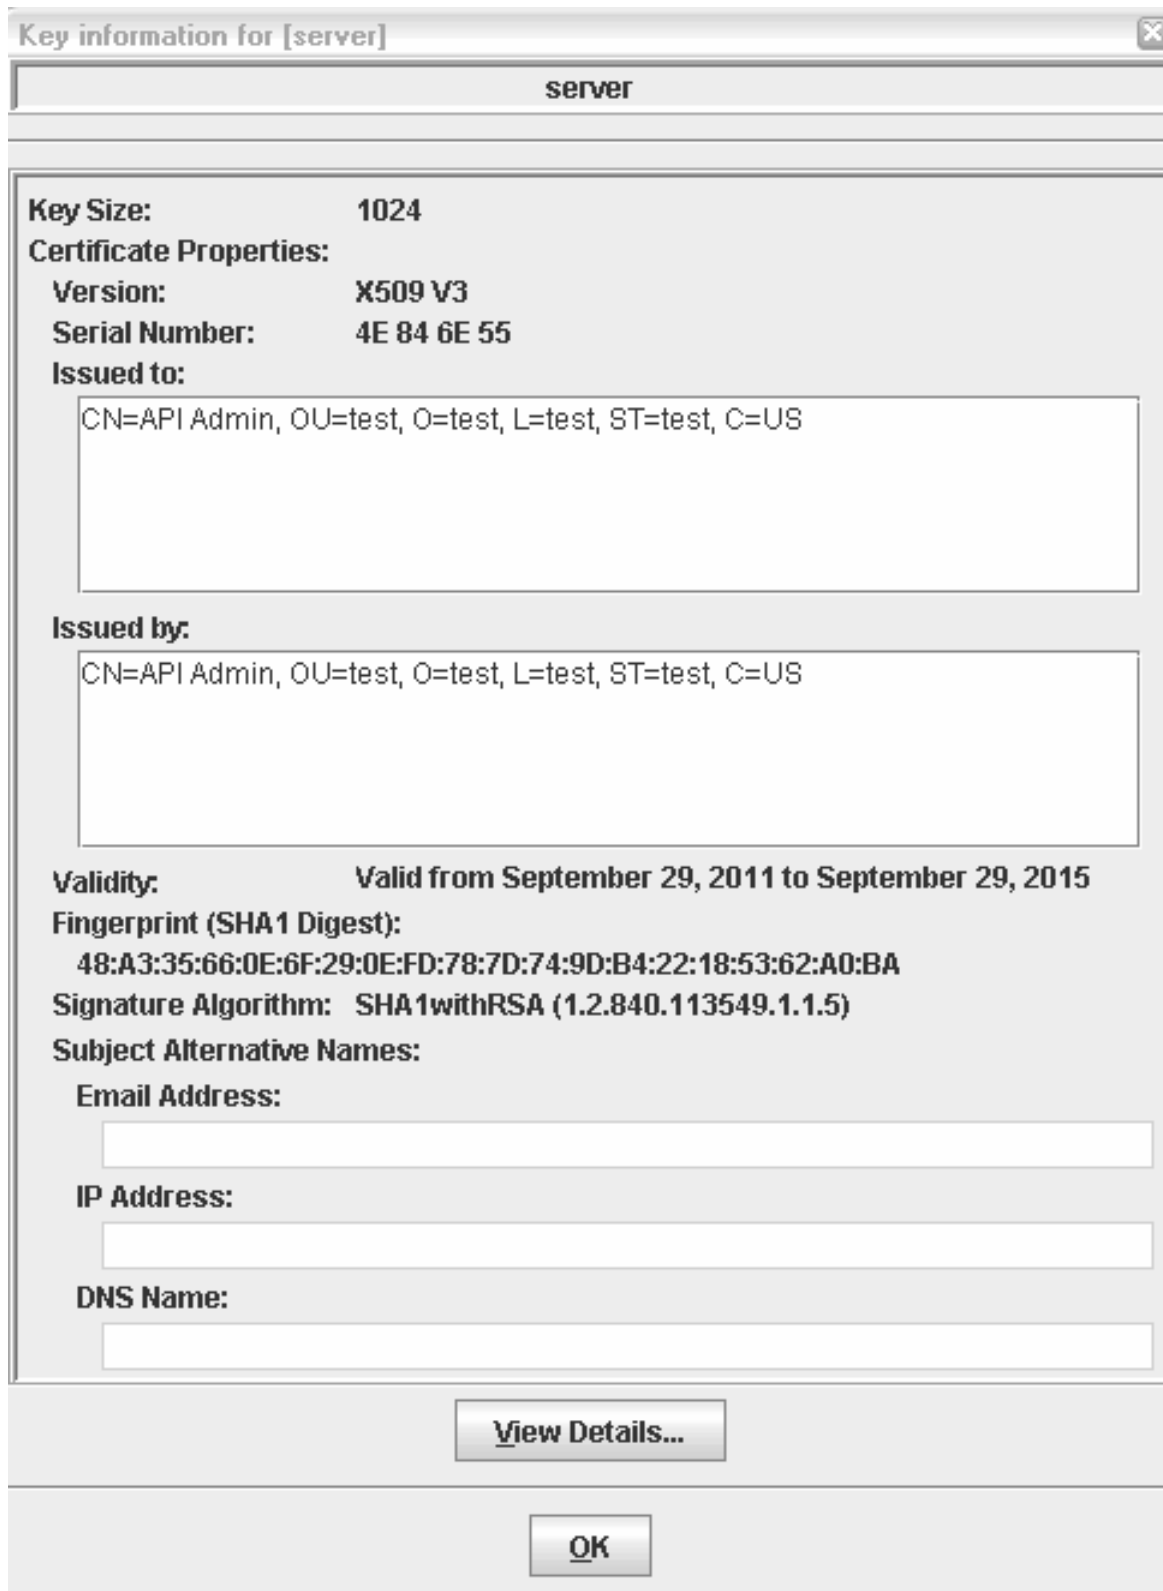 Key information for [server]
server
Key Size: 1024
Certificate Properties:
Version: X509 V3
Serial Number: 4E 84 6E 55
Issued to:
CN=API Admin, OU=test, O=test, L=test, ST=test, C=US
Issued by:
CN=API Admin, OU=test, O=test, L=test, ST=test, C=US
Validity: Valid from September 29, 2011 to September 29, 2015
Fingerprint (SHA1 Digest):
48:A3:35:66:0E:6F:29:0E:FD:78:7D:74:9D:B4:22:18:53:62:A0:BA
Signature Algorithm: SHA1withRSA (1.2.840.113549.1.1.5)
Subject Alternative Names:
Email Address:
IP Address:
DNS Name:
View Details...
OK